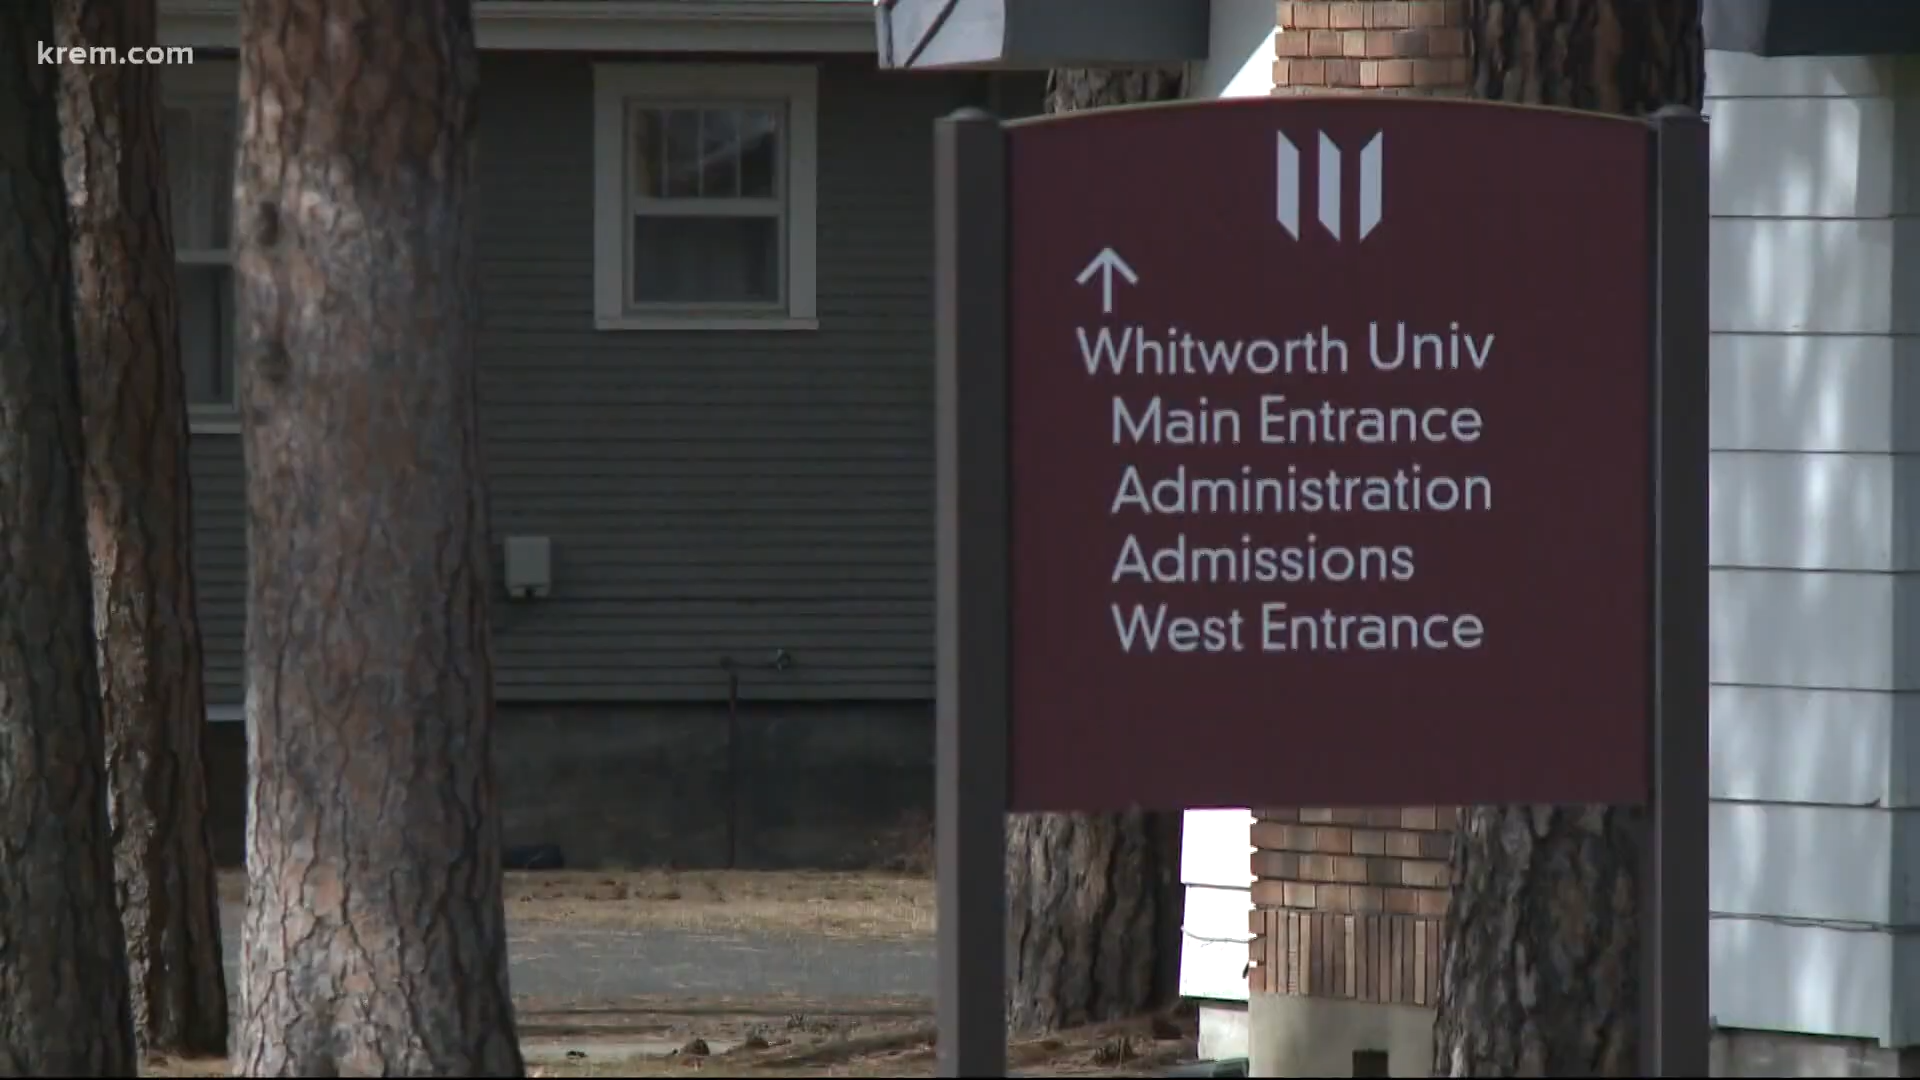 krem.com
Whitworth Univ
Main Entrance
Administration
Admissions
West Entrance